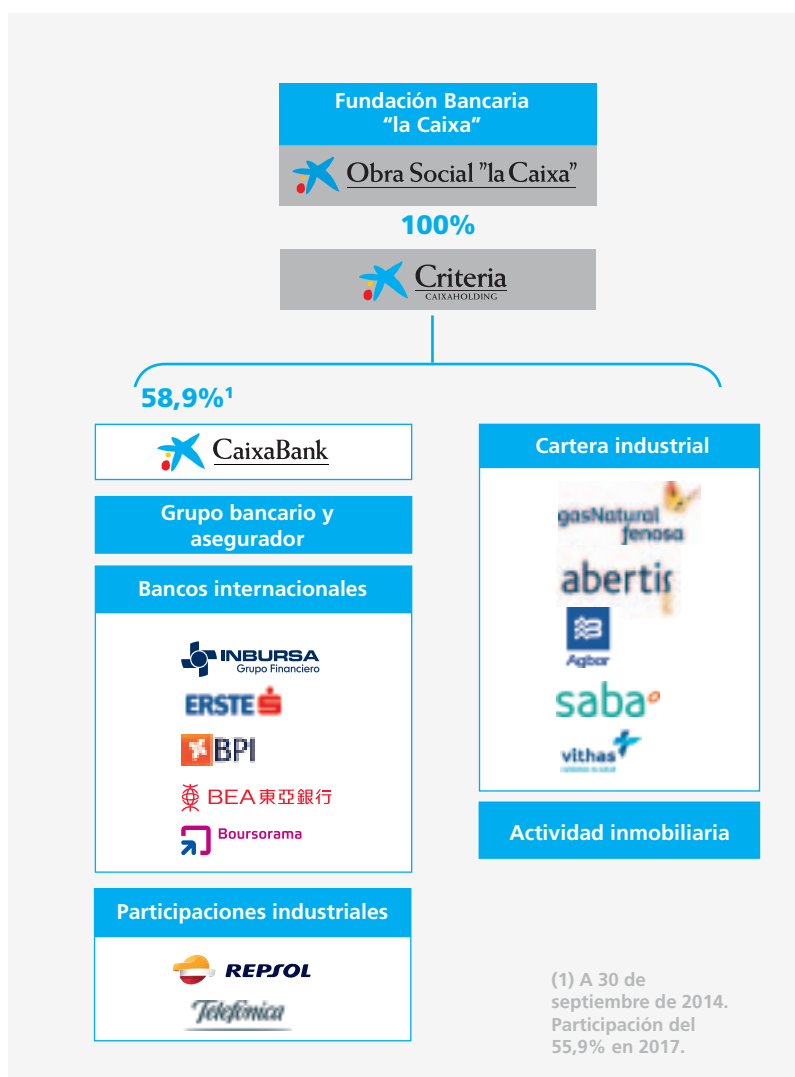 Fundación Bancaria
“la Caixa”
Obra Social ”la Caixa”
100%
Criteria
CAIXAHOLDING
58,9%¹
CaixaBank
Grupo bancario y
asegurador
Bancos internacionales
INBURSA
Grupo Financiero
ERSTE
BPI
BEA東亞銀行
Boursorama
Participaciones industriales
REPSOL
Telefónica
Cartera industrial
gasNatural
fenosa
abertis
Agbar
saba
vithas
Actividad inmobiliaria
(1) A 30 de
septiembre de 2014.
Participación del
55,9% en 2017.